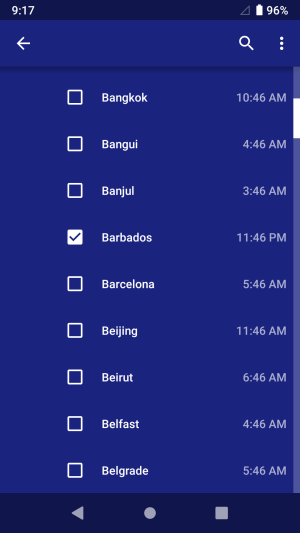 9:17 96%
Bangkok 10:46 AM
Bangui 4:46 AM
Banjul 3:46 AM
Barbados 11:46 PM
Barcelona 5:46 AM
Beijing 11:46 AM
Beirut 6:46 AM
Belfast 4:46 AM
Belgrade 5:46 AM